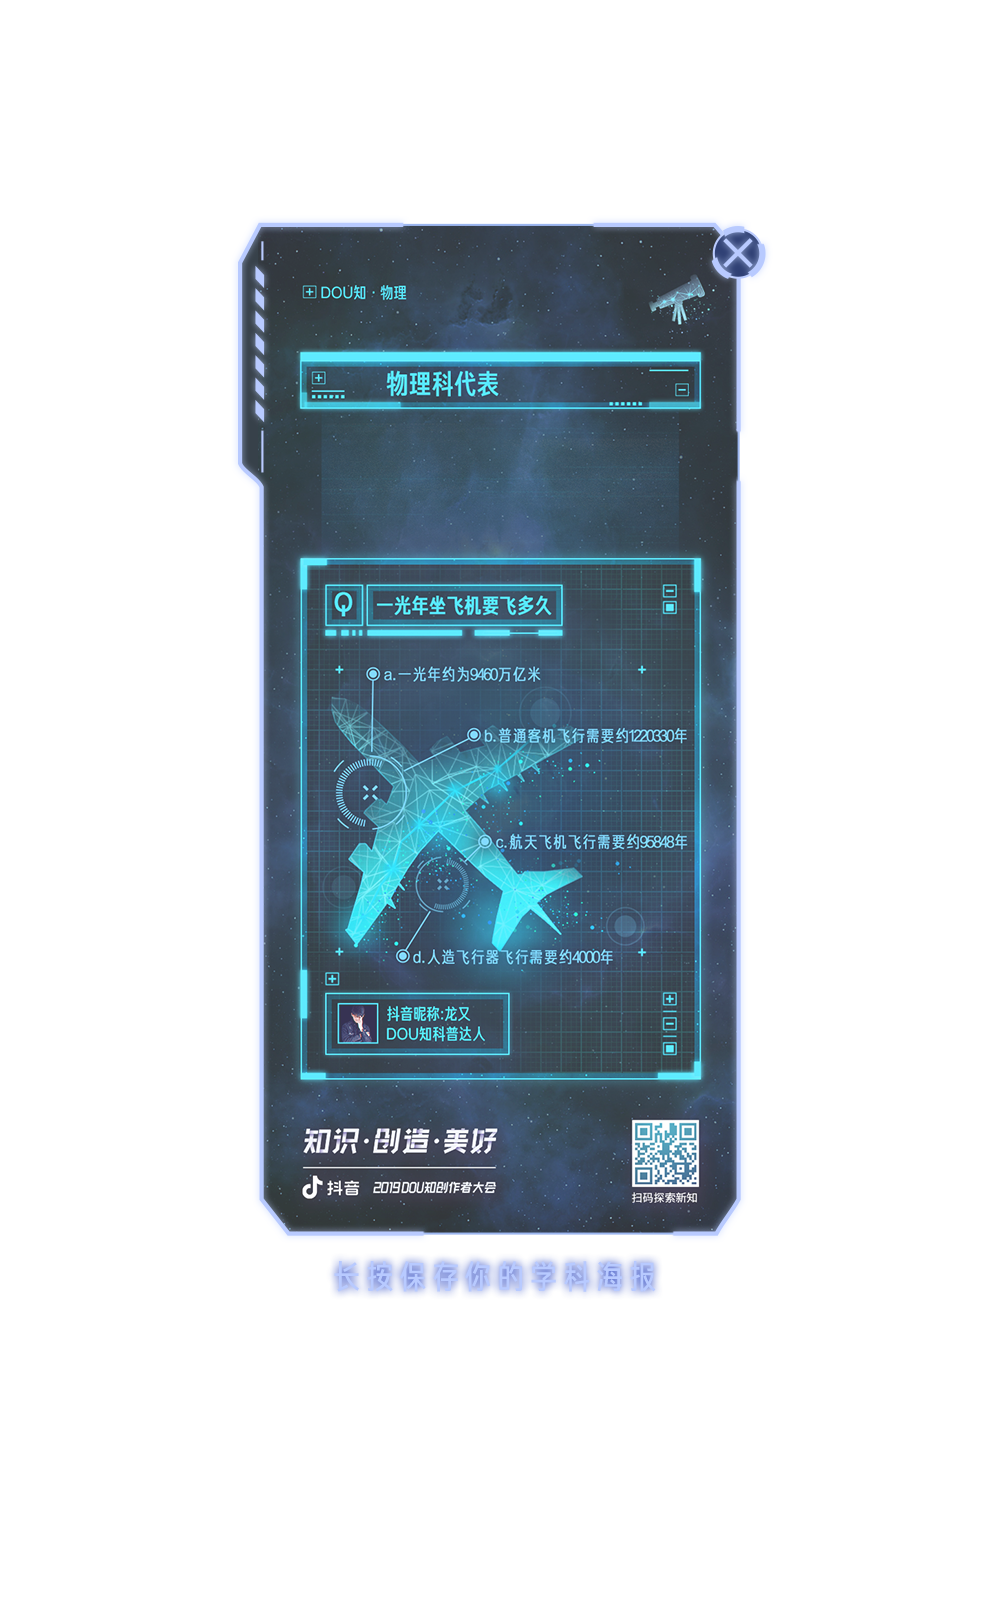 DOU知·物理
物理科代表
Q 一光年坐飞机要飞多久
a.一光年约为9460万亿米
b.普通客机飞行需要约1220330年
c.航天飞机飞行需要约95848年
d.人造飞行器飞行需要约4000年
抖音昵称:龙又
DOU知科普达人
知识·创造·美好
抖音 2019DOU知创作者大会
扫码探索新知
长按保存你的学科海报